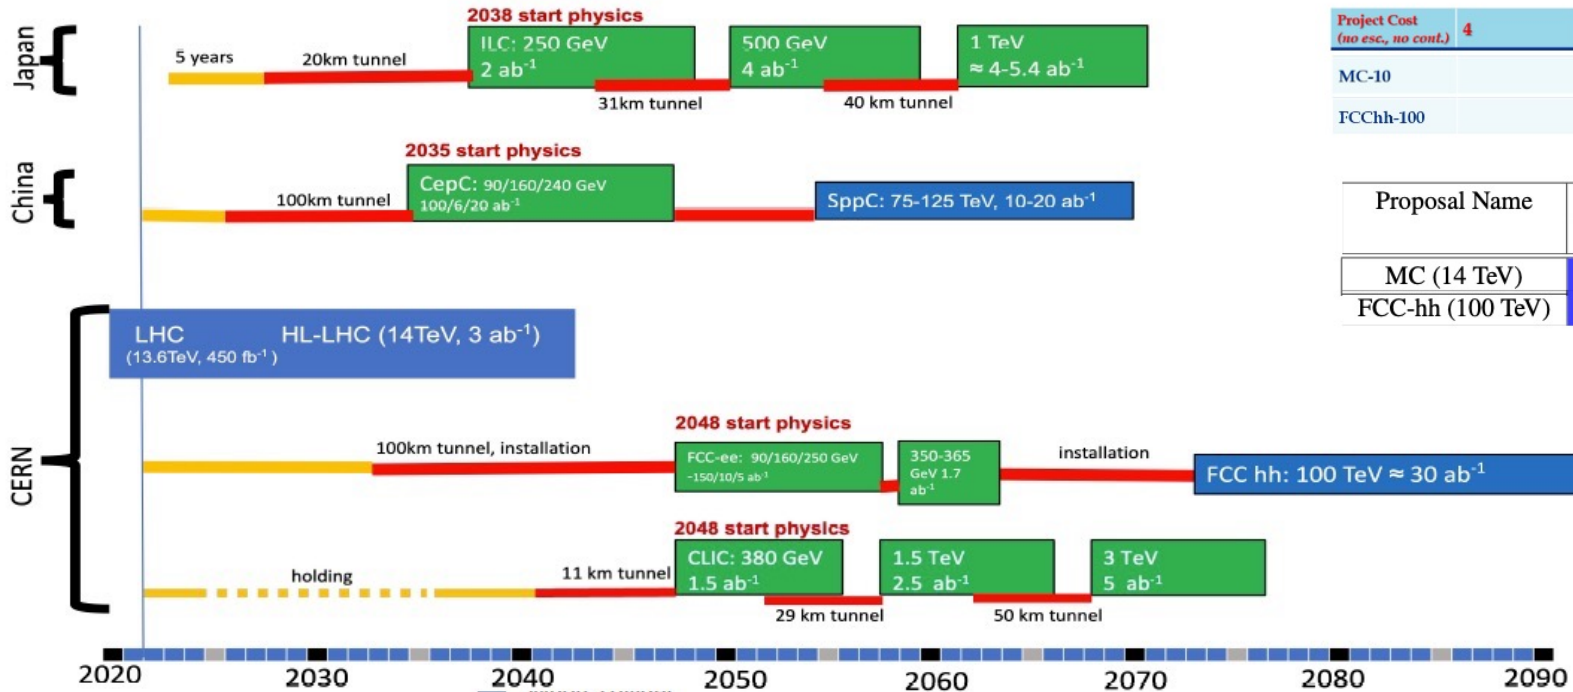 Japan
2038 start physics
5 years
20km tunnel
ILC: 250 GeV
2 ab⁻¹
31km tunnel
500 GeV
4 ab⁻¹
40 km tunnel
1 TeV
≈ 4-5.4 ab⁻¹
China
2035 start physics
100km tunnel
CepC: 90/160/240 GeV
100/6/20 ab⁻¹
SppC: 75-125 TeV, 10-20 ab⁻¹
CERN
LHC HL-LHC (14TeV, 3 ab⁻¹)
(13.6TeV, 450 fb⁻¹)
2048 start physics
100km tunnel, installation
FCC-ee: 90/160/250 GeV
~150/10/5 ab⁻¹
350-365
GeV 1.7
ab⁻¹
installation
FCC hh: 100 TeV ≈ 30 ab⁻¹
2048 start physics
holding
11 km tunnel
CLIC: 380 GeV
1.5 ab⁻¹
29 km tunnel
1.5 TeV
2.5 ab⁻¹
50 km tunnel
3 TeV
5 ab⁻¹
2020 2030 2040 2050 2060 2070 2080 2090
Project Cost 4
(no esc., no cont.)
MC-10
FCChh-100
Proposal Name
MC (14 TeV)
FCC-hh (100 TeV)